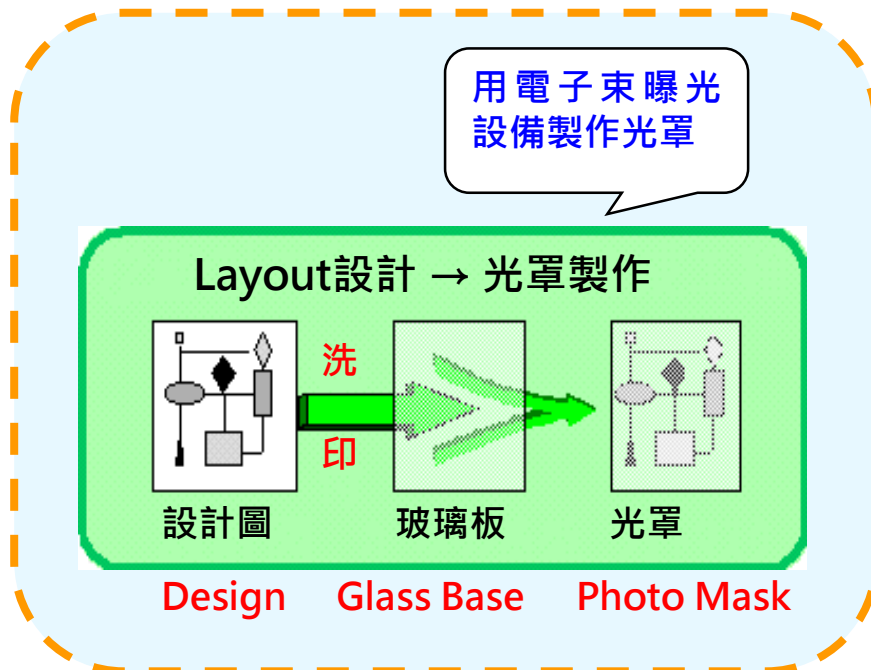 用電子束曝光
設備製作光罩
Layout設計 → 光罩製作
洗
印
設計圖
玻璃板
光罩
Design
Glass Base
Photo Mask